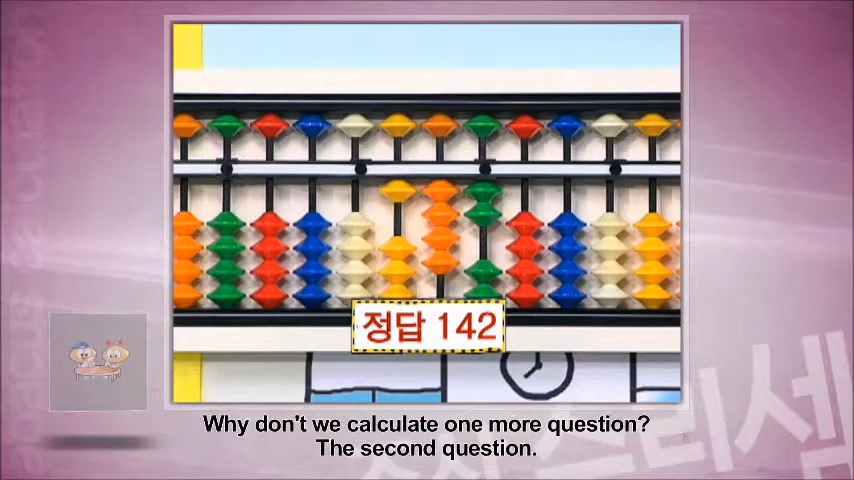 정답 142
Why don't we calculate one more question?
The second question.